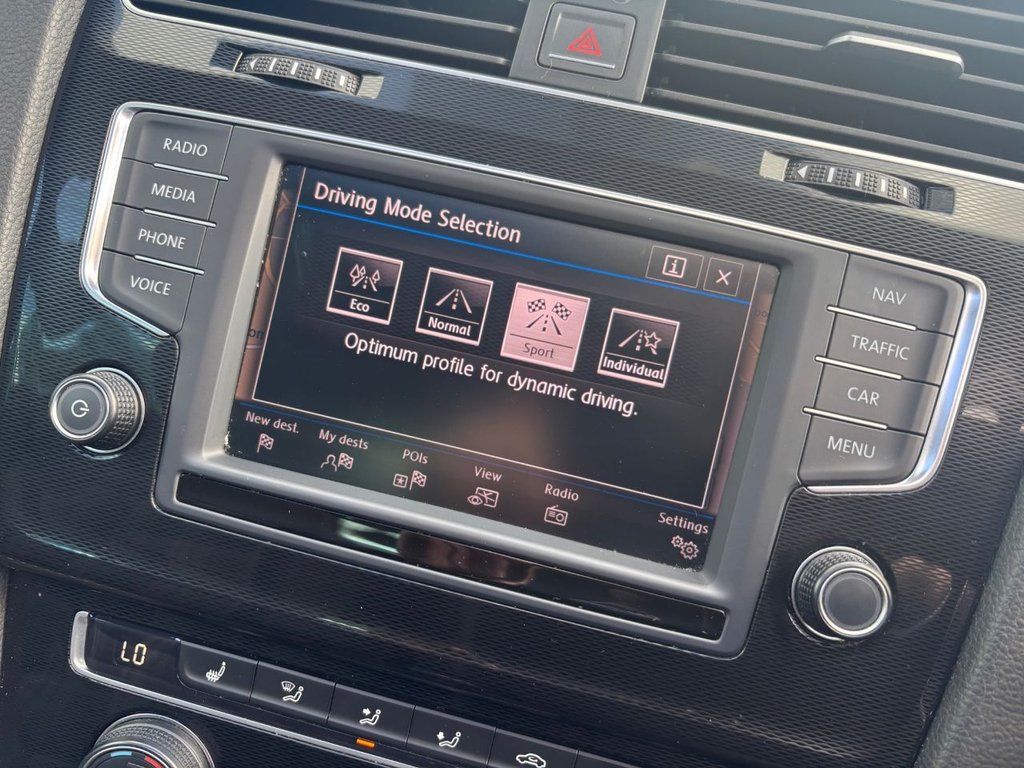 RADIO
MEDIA
PHONE
VOICE
Driving Mode Selection
i
Eco
Normal
Sport
Individual
Optimum profile for dynamic driving.
New dest.
My dests
POIs
View
Radio
Settings
NAV
TRAFFIC
CAR
MENU
LO